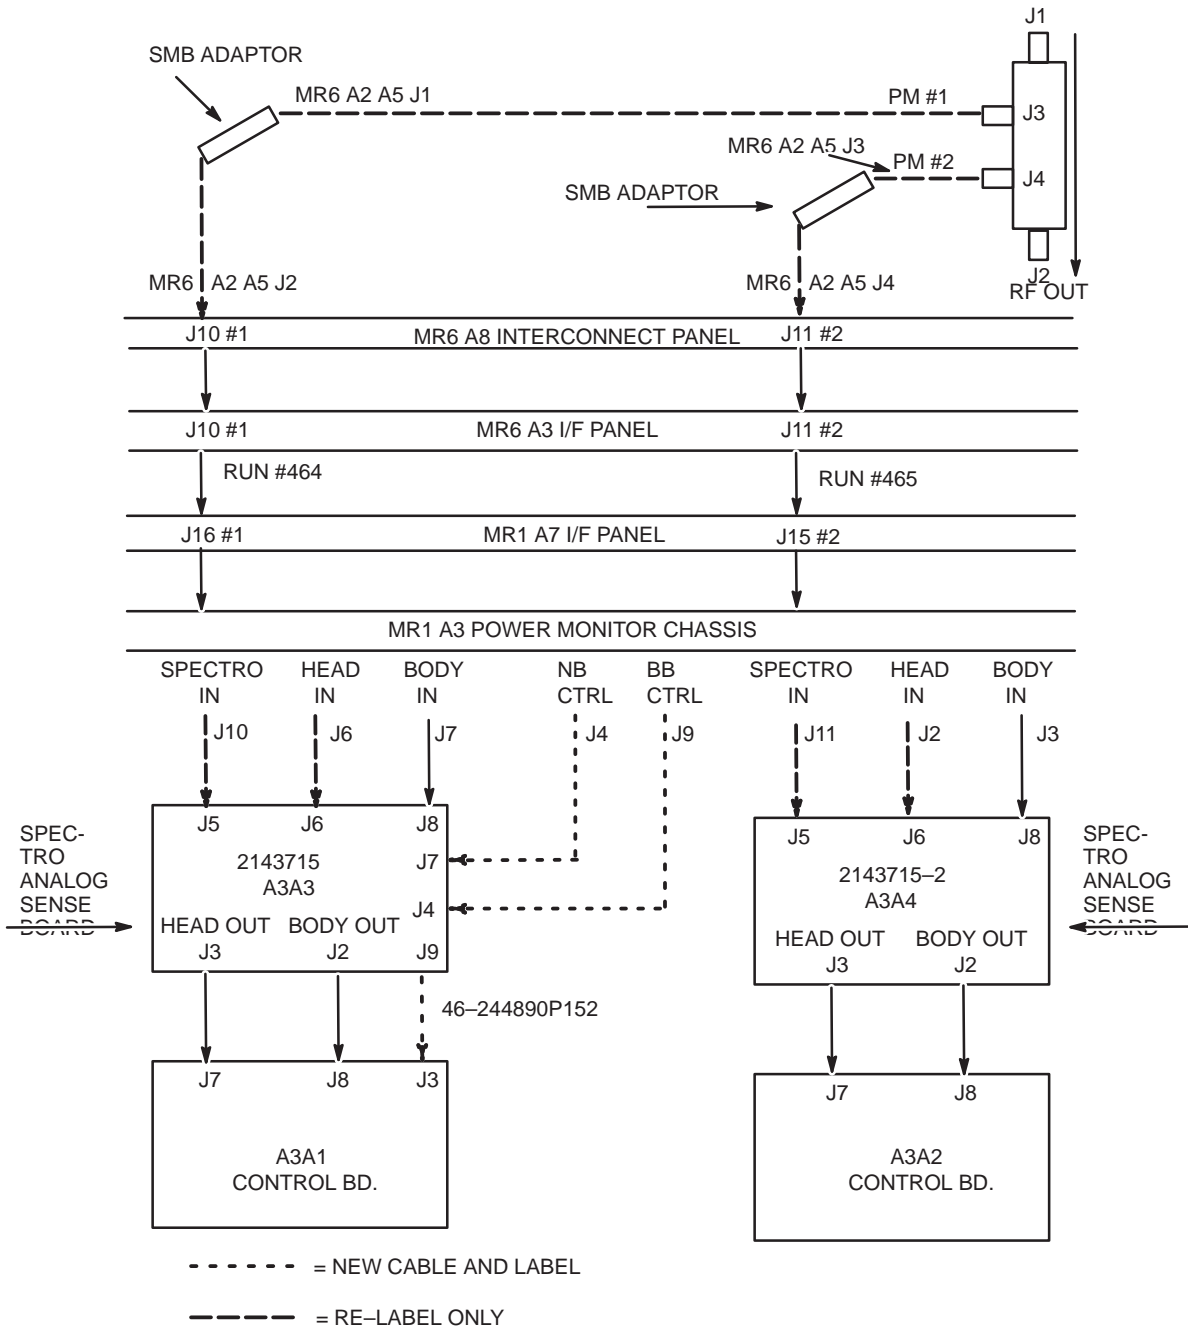 J1
SMB ADAPTOR
MR6 A2 A5 J1
PM #1
J3
MR6 A2 A5 J3
PM #2
J4
SMB ADAPTOR
MR6 A2 A5 J2
MR6 A2 A5 J4
J2
RF OUT
J10 #1
MR6 A8 INTERCONNECT PANEL
J11 #2
J10 #1
MR6 A3 I/F PANEL
J11 #2
RUN #464
RUN #465
J16 #1
MR1 A7 I/F PANEL
J15 #2
MR1 A3 POWER MONITOR CHASSIS
SPECTRO
IN
HEAD
IN
BODY
IN
NB
CTRL
BB
CTRL
SPECTRO
IN
HEAD
IN
BODY
IN
J10
J6
J7
J4
J9
J11
J2
J3
SPEC-
TRO
ANALOG
SENSE
BOARD
J5
J6
J8
2143715
A3A3
J7
J4
HEAD OUT
BODY OUT
J3
J2
J9
J5
J6
J8
2143715–2
A3A4
HEAD OUT
BODY OUT
J3
J2
SPEC-
TRO
ANALOG
SENSE
BOARD
46–244890P152
J7
J8
J3
A3A1
CONTROL BD.
J7
J8
A3A2
CONTROL BD.
= NEW CABLE AND LABEL
= RE–LABEL ONLY